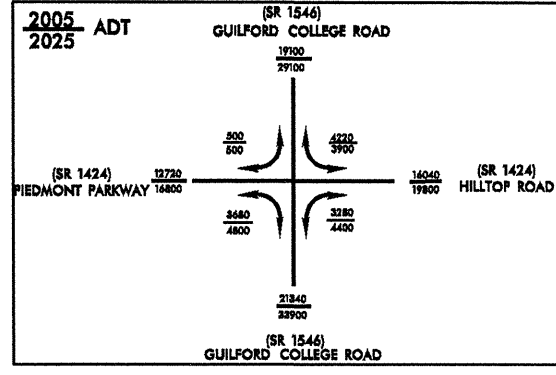 2005
2025 ADT
(SR 1546)
GUILFORD COLLEGE ROAD
19100
29100
500
500
4220
3900
(SR 1424)
PIEDMONT PARKWAY
12720
16800
16040
19800
(SR 1424)
HILLTOP ROAD
3680
4800
3280
4400
21340
33900
(SR 1546)
GUILFORD COLLEGE ROAD